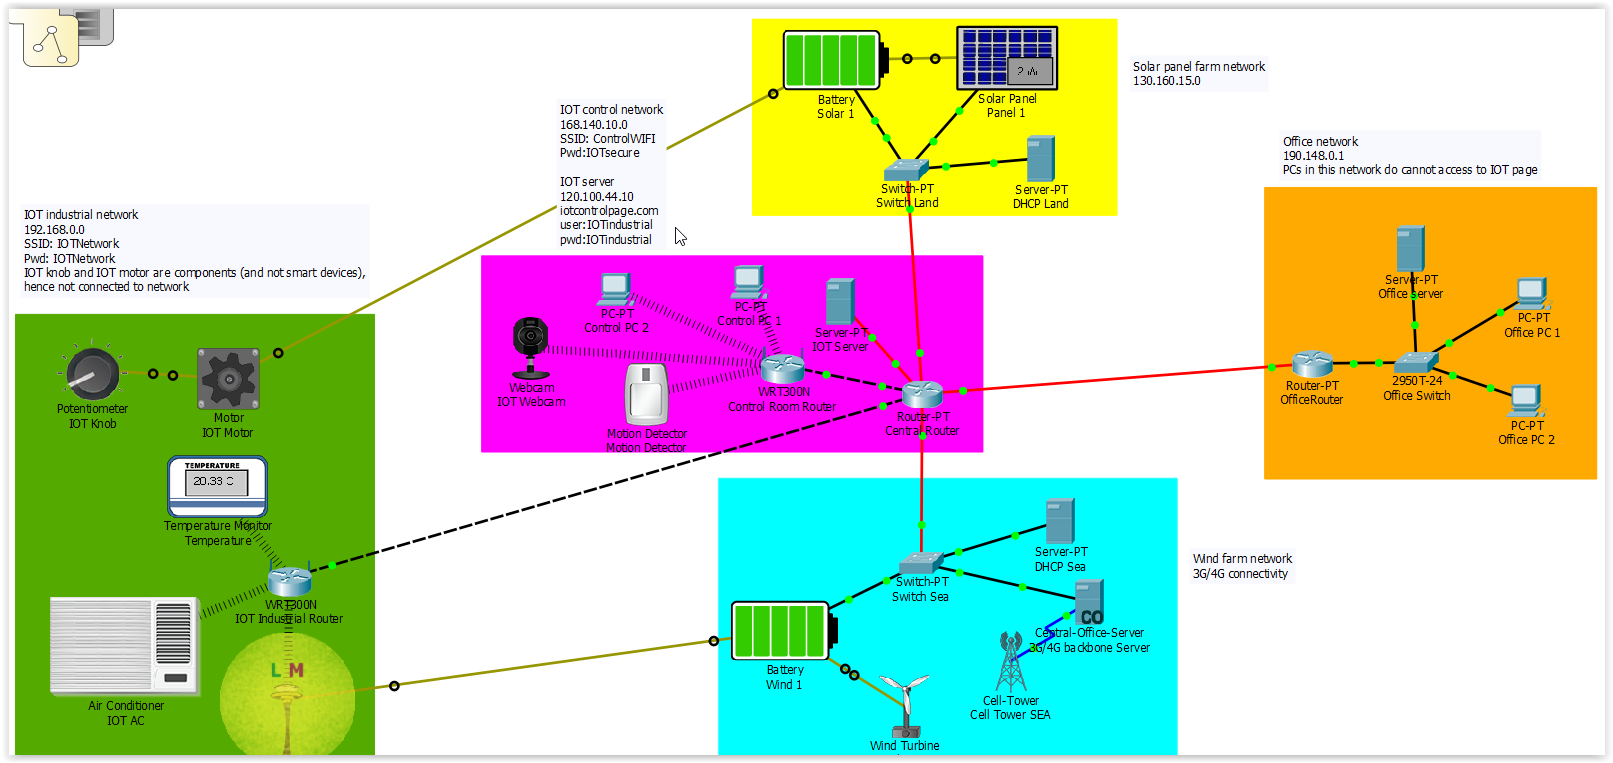 Solar panel farm network
130.160.15.0
Battery
Solar 1
Solar Panel
Panel 1
Switch-PT
Switch Land
Server-PT
DHCP Land
IOT control network
168.140.10.0
SSID: ControlWIFI
Pwd:IOTsecure
IOT server
120.100.44.10
iotcontrolpage.com
user:IOTindustrial
pwd:IOTindustrial
Office network
190.148.0.1
PCs in this network do cannot access to IOT page
IOT industrial network
192.168.0.0
SSID: IOTNetwork
Pwd: IOTNetwork
IOT knob and IOT motor are components (and not smart devices),
hence not connected to network
PC-PT
Control PC 2
PC-PT
Control PC 1
Server-PT
IOT Server
Webcam
IOT Webcam
Motion Detector
Motion Detector
WRT300N
Control Room Router
Router-PT
Central Router
Server-PT
Office server
PC-PT
Office PC 1
Router-PT
OfficeRouter
2950T-24
Office Switch
PC-PT
Office PC 2
Potentiometer
IOT Knob
Motor
IOT Motor
TEMPERATURE
20.33 C
Temperature Monitor
Temperature
WRT300N
IOT Industrial Router
Air Conditioner
IOT AC
L M
Switch-PT
Switch Sea
Server-PT
DHCP Sea
CO
Central-Office-Server
3G/4G backbone Server
Battery
Wind 1
Cell-Tower
Cell Tower SEA
Wind Turbine
Wind farm network
3G/4G connectivity